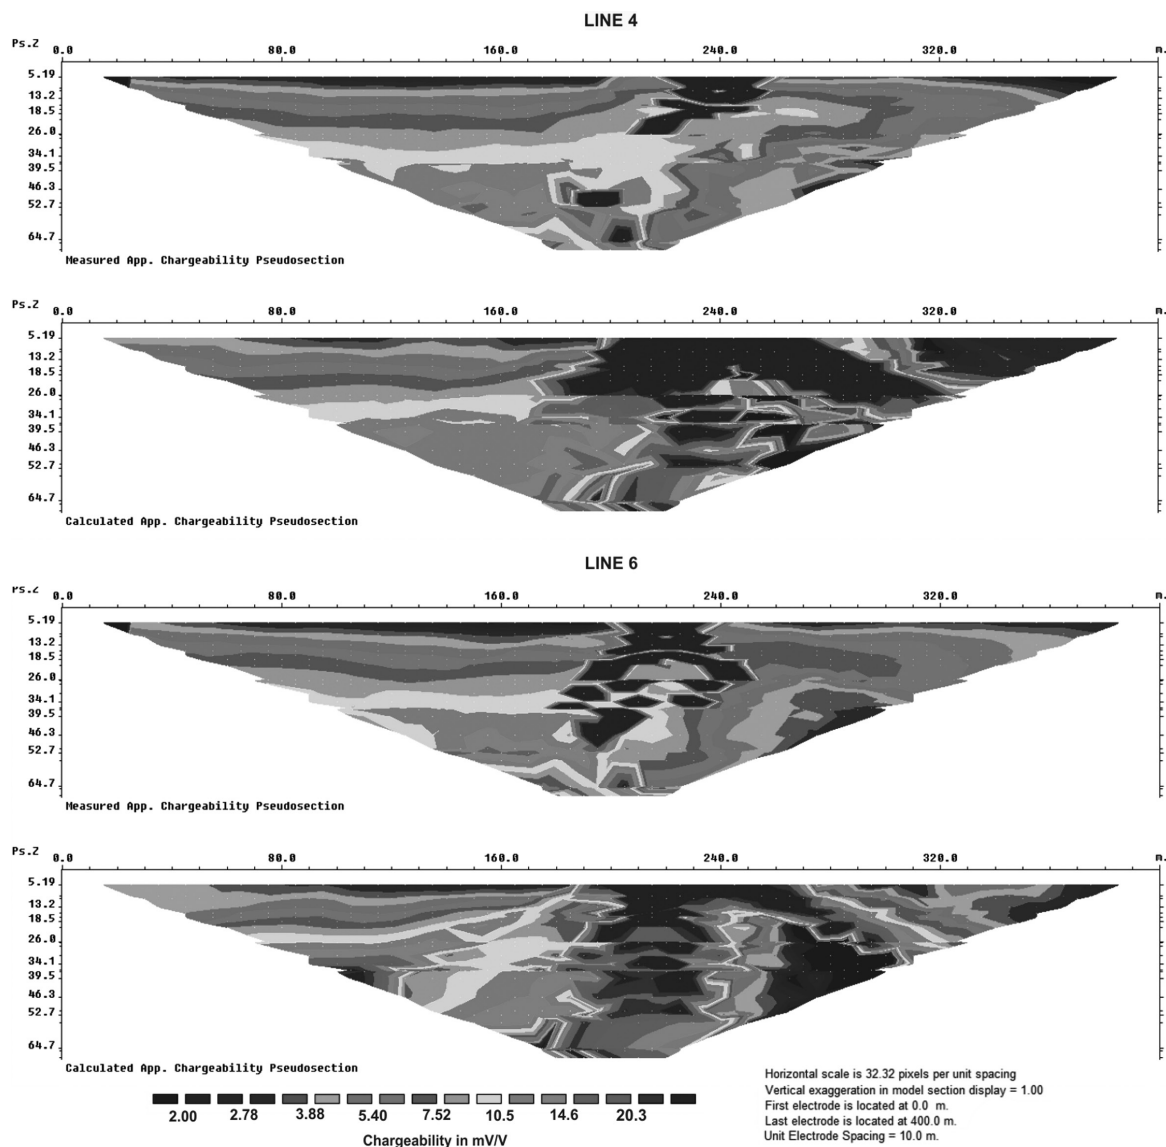 LINE 4
Ps.Z 0.0 80.0 160.0 240.0 320.0 m.
5.19
13.2
18.5
26.0
34.1
39.5
46.3
52.7
64.7
Measured App. Chargeability Pseudosection
Ps.Z 0.0 80.0 160.0 240.0 320.0 m.
5.19
13.2
18.5
26.0
34.1
39.5
46.3
52.7
64.7
Calculated App. Chargeability Pseudosection
LINE 6
Ps.Z 0.0 80.0 160.0 240.0 320.0 m.
5.19
13.2
18.5
26.0
34.1
39.5
46.3
52.7
64.7
Measured App. Chargeability Pseudosection
Ps.Z 0.0 80.0 160.0 240.0 320.0 m.
5.19
13.2
18.5
26.0
34.1
39.5
46.3
52.7
64.7
Calculated App. Chargeability Pseudosection
2.00 2.78 3.88 5.40 7.52 10.5 14.6 20.3
Chargeability in mV/V
Horizontal scale is 32.32 pixels per unit spacing
Vertical exaggeration in model section display = 1.00
First electrode is located at 0.0 m.
Last electrode is located at 400.0 m.
Unit Electrode Spacing = 10.0 m.